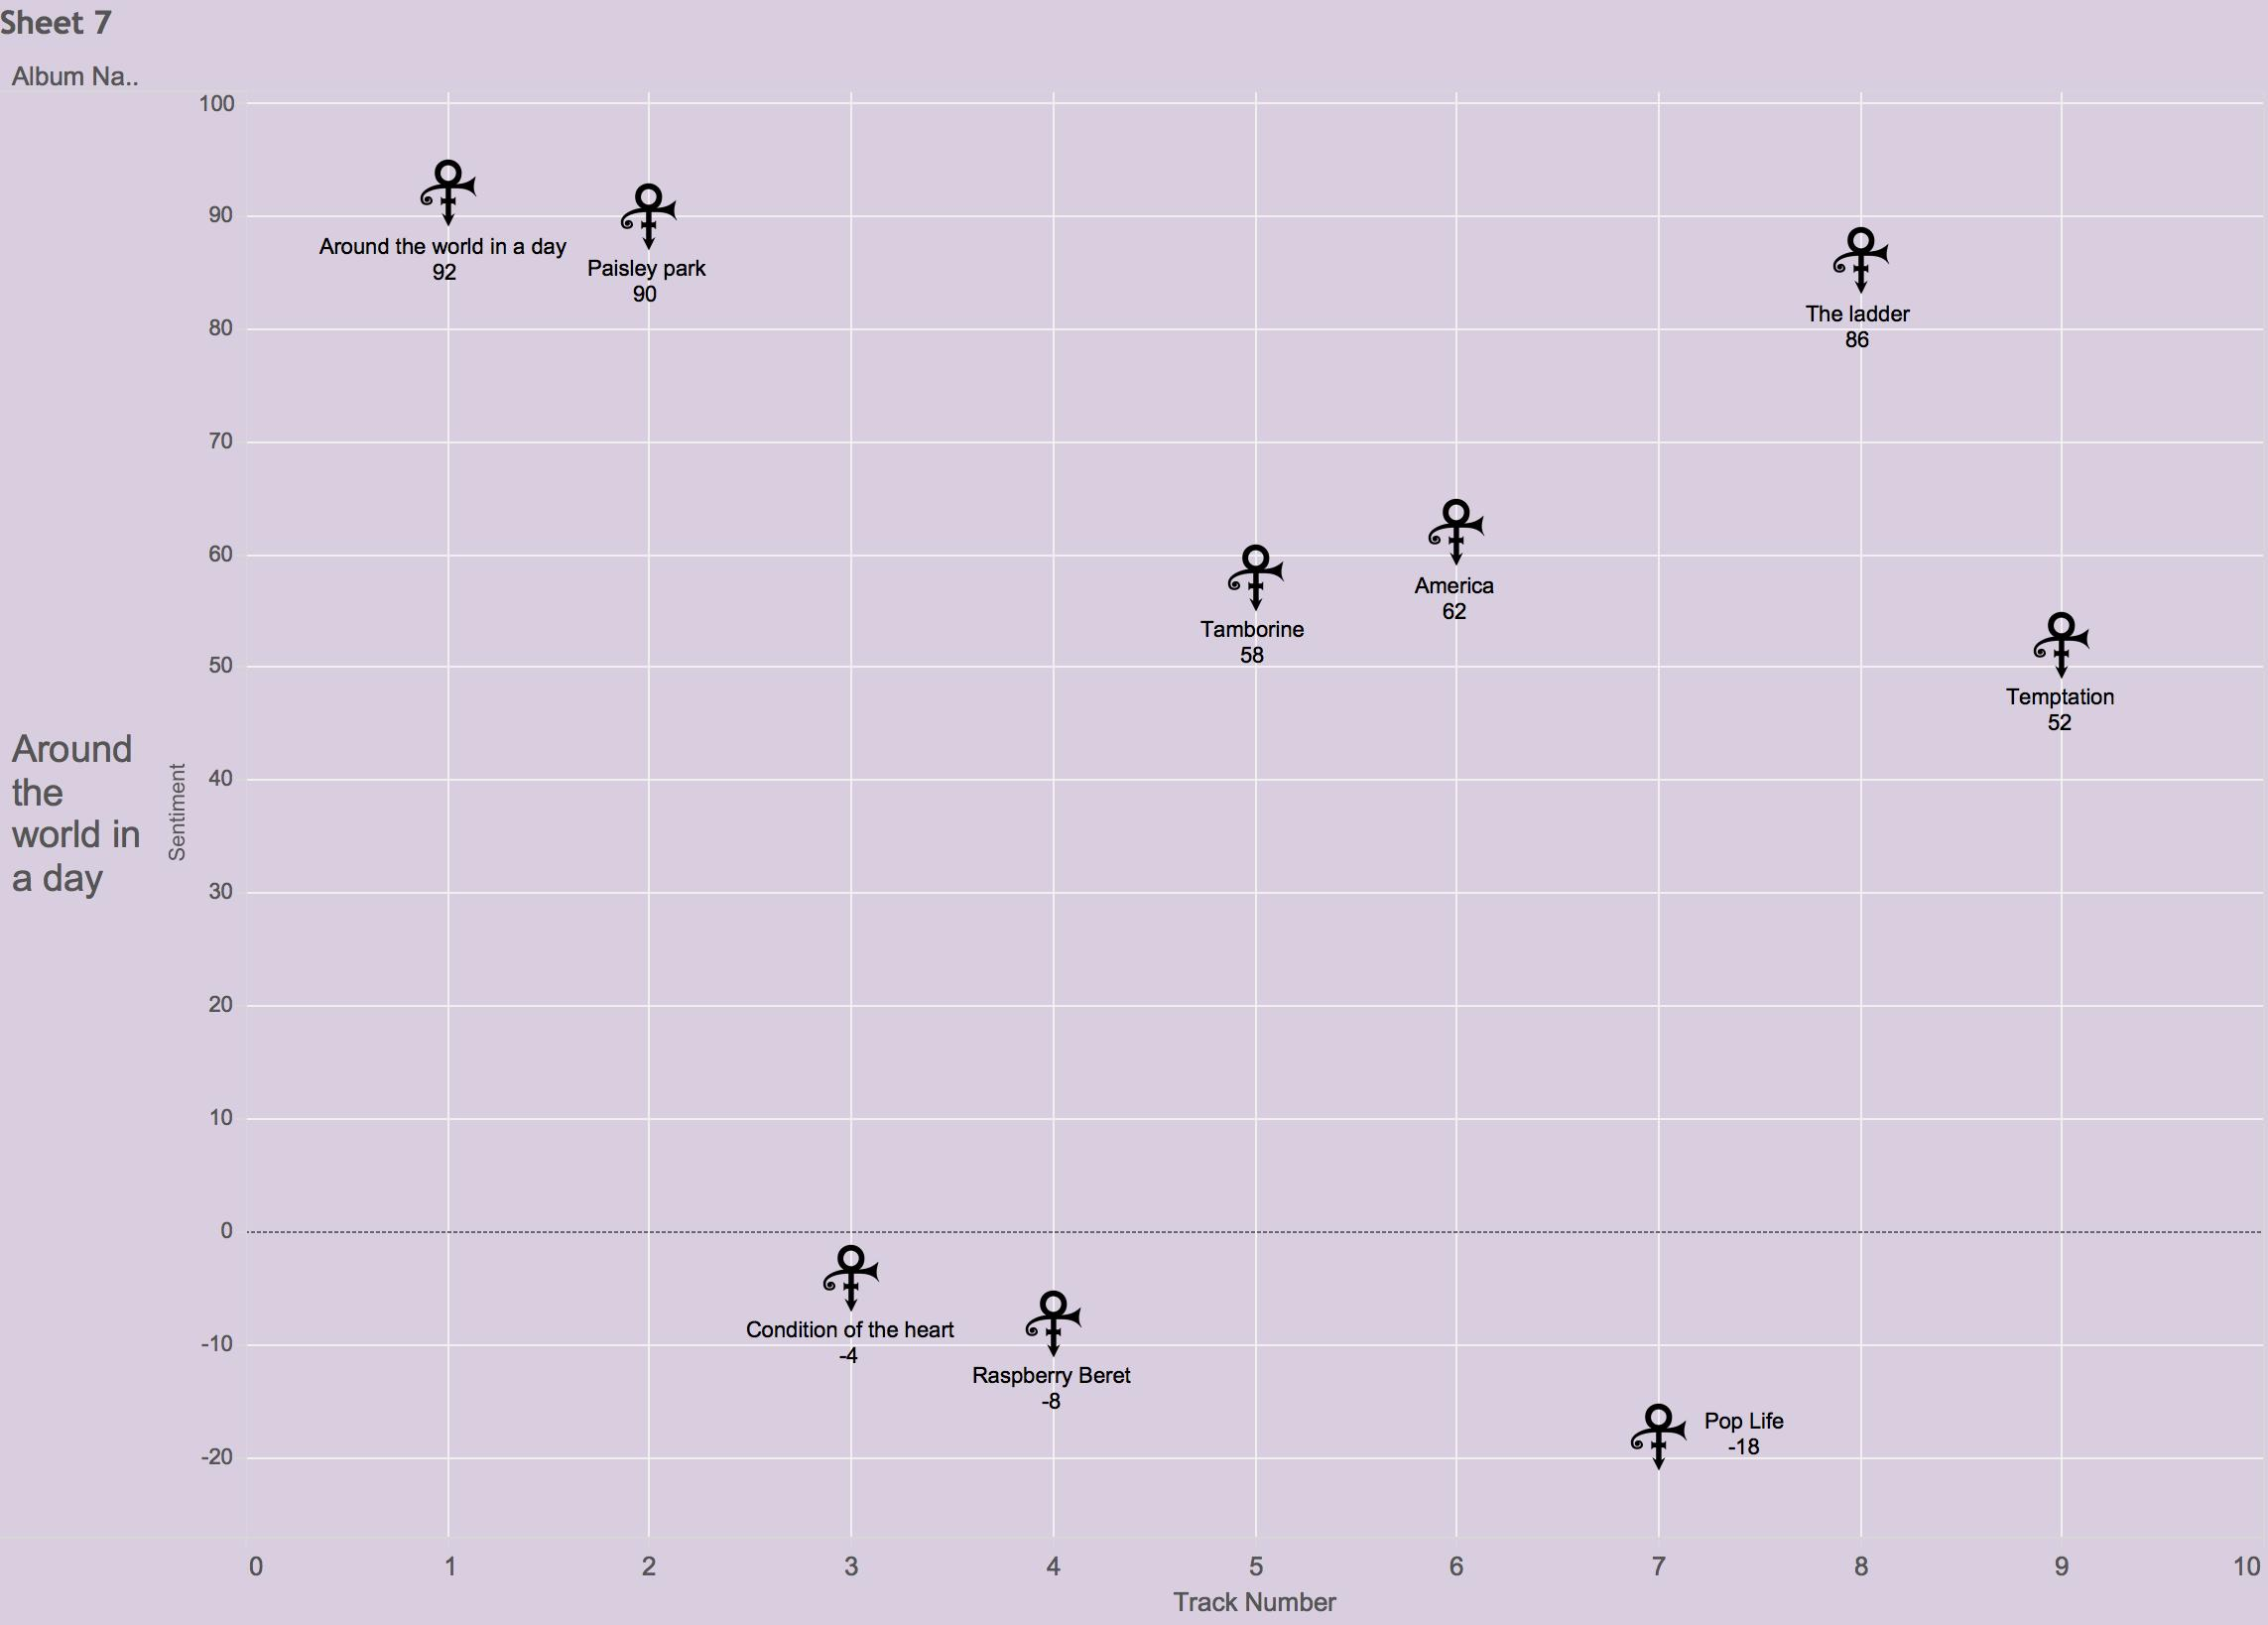 Sheet 7
Album Na..
100
90
80
70
60
50
40
30
20
10
0
-10
-20
Sentiment
Around
the
world in
a day
Around the world in a day
92
Paisley park
90
The ladder
86
America
62
Tamborine
58
Temptation
52
Condition of the heart
-4
Raspberry Beret
-8
Pop Life
-18
0 1 2 3 4 5 6 7 8 9 10
Track Number